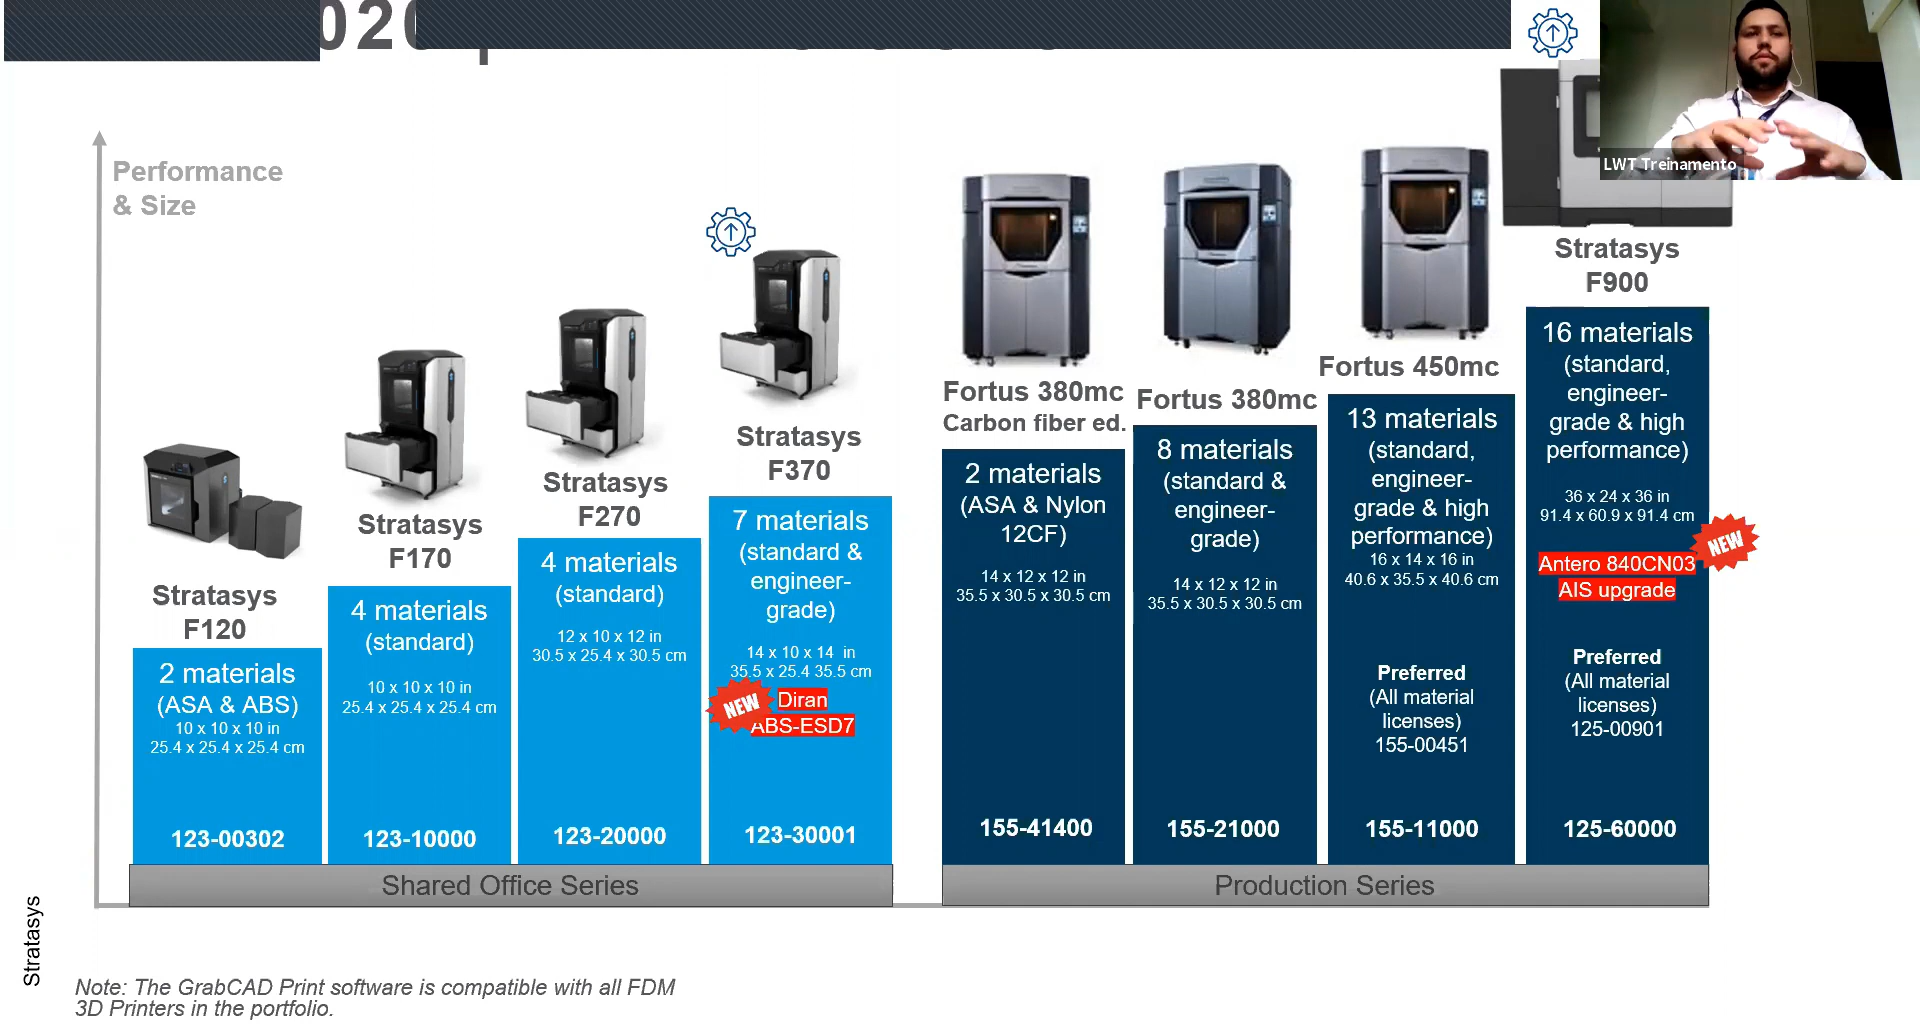 020
LWT Treinamento
Performance
& Size
Stratasys
F120
2 materials
(ASA & ABS)
10 x 10 x 10 in
25.4 x 25.4 x 25.4 cm
123-00302
Stratasys
F170
4 materials
(standard)
10 x 10 x 10 in
25.4 x 25.4 x 25.4 cm
123-10000
Stratasys
F270
4 materials
(standard)
12 x 10 x 12 in
30.5 x 25.4 x 30.5 cm
123-20000
Stratasys
F370
7 materials
(standard &
engineer-
grade)
14 x 10 x 14 in
35.5 x 25.4 35.5 cm
NEW
Diran
ABS-ESD7
123-30001
Shared Office Series
Fortus 380mc
Carbon fiber ed.
2 materials
(ASA & Nylon
12CF)
14 x 12 x 12 in
35.5 x 30.5 x 30.5 cm
155-41400
Fortus 380mc
8 materials
(standard &
engineer-
grade)
14 x 12 x 12 in
35.5 x 30.5 x 30.5 cm
155-21000
Fortus 450mc
13 materials
(standard,
engineer-
grade & high
performance)
16 x 14 x 16 in
40.6 x 35.5 x 40.6 cm
Preferred
(All material
licenses)
155-00451
155-11000
Stratasys
F900
16 materials
(standard,
engineer-
grade & high
performance)
36 x 24 x 36 in
91.4 x 60.9 x 91.4 cm
NEW
Antero 840CN03
AIS upgrade
Preferred
(All material
licenses)
125-00901
125-60000
Production Series
Stratasys
Note: The GrabCAD Print software is compatible with all FDM
3D Printers in the portfolio.